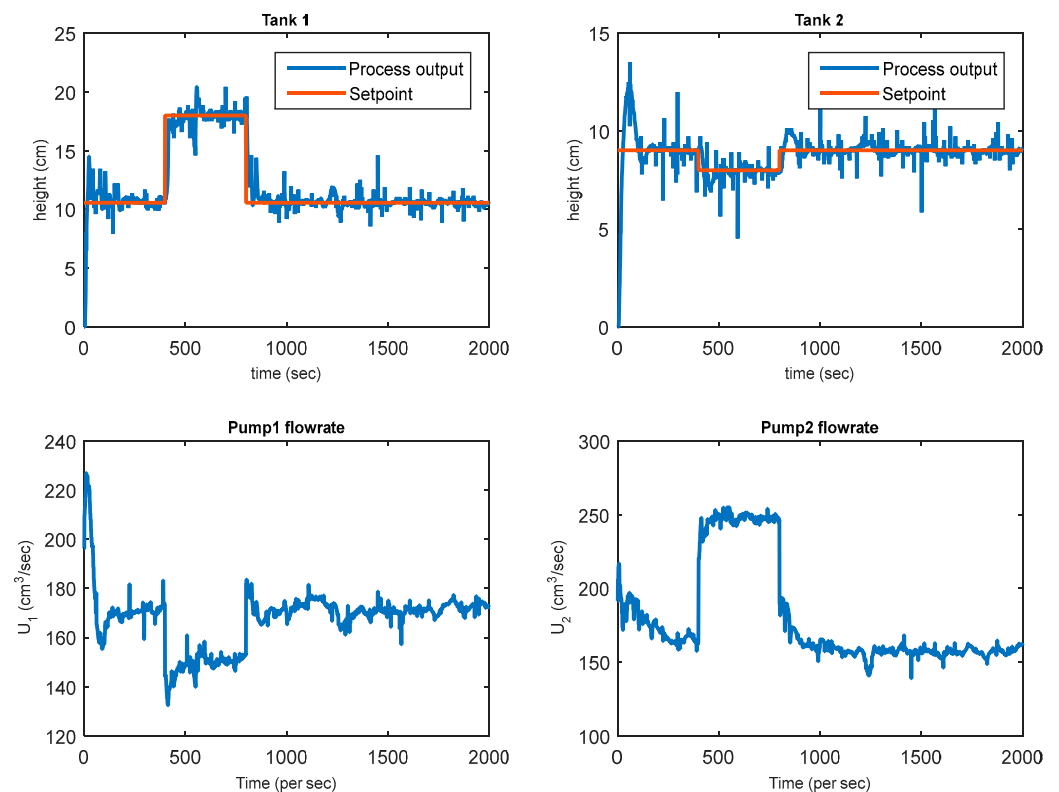 Tank 1
25
20
15
10
5
0
height (cm)
Process output
Setpoint
0
500
1000
1500
2000
time (sec)
Tank 2
15
10
5
0
height (cm)
Process output
Setpoint
0
500
1000
1500
2000
time (sec)
Pump1 flowrate
240
220
200
180
160
140
120
U₁ (cm³/sec)
0
500
1000
1500
2000
Time (per sec)
Pump2 flowrate
300
250
200
150
100
U₂ (cm³/sec)
0
500
1000
1500
2000
Time (per sec)